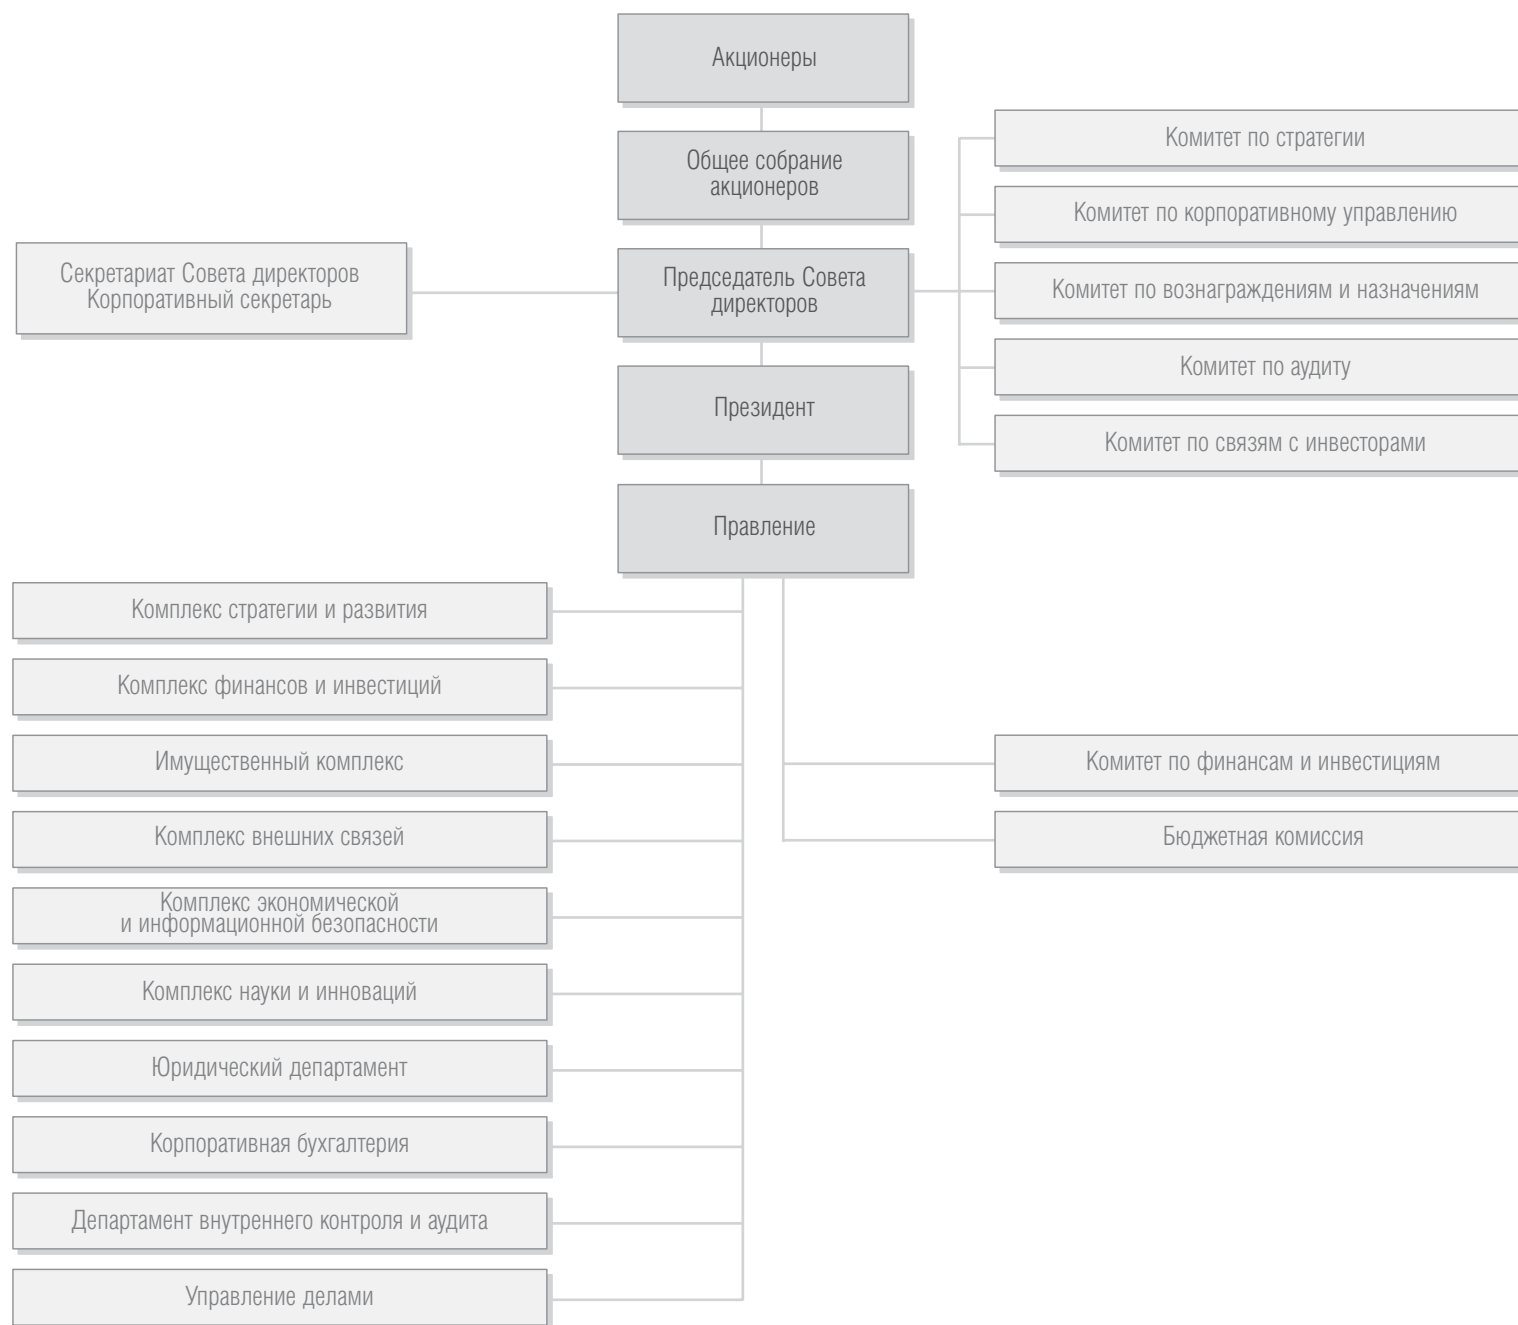 Акционеры
Общее собрание
акционеров
Председатель Совета
директоров
Президент
Правление
Секретариат Совета директоров
Корпоративный секретарь
Комитет по стратегии
Комитет по корпоративному управлению
Комитет по вознаграждениям и назначениям
Комитет по аудиту
Комитет по связям с инвесторами
Комплекс стратегии и развития
Комплекс финансов и инвестиций
Имущественный комплекс
Комплекс внешних связей
Комплекс экономической
и информационной безопасности
Комплекс науки и инноваций
Юридический департамент
Корпоративная бухгалтерия
Департамент внутреннего контроля и аудита
Управление делами
Комитет по финансам и инвестициям
Бюджетная комиссия